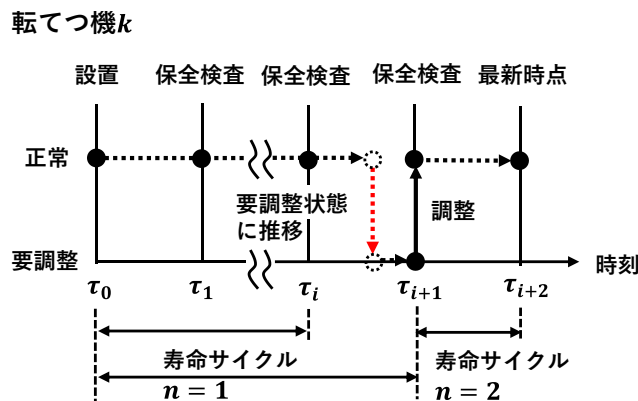 転てつ機k
設置 保全検査 保全検査 保全検査 最新時点
正常
要調整状態
に推移
調整
要調整
時刻
τ₀ τ₁ τᵢ τᵢ₊₁ τᵢ₊₂
寿命サイクル
n = 1
寿命サイクル
n = 2